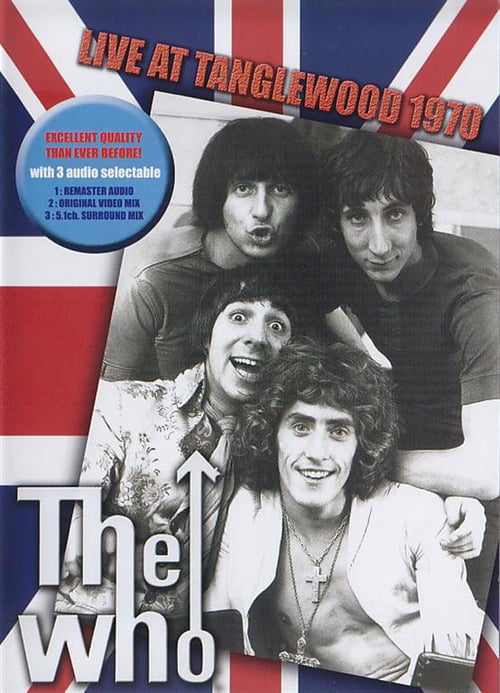 LIVE AT TANGLEWOOD 1970
EXCELLENT QUALITY
THAN EVER BEFORE!
with 3 audio selectable
1 : REMASTER AUDIO
2 : ORIGINAL VIDEO MIX
3 : 5.1ch. SURROUND MIX
The
Who